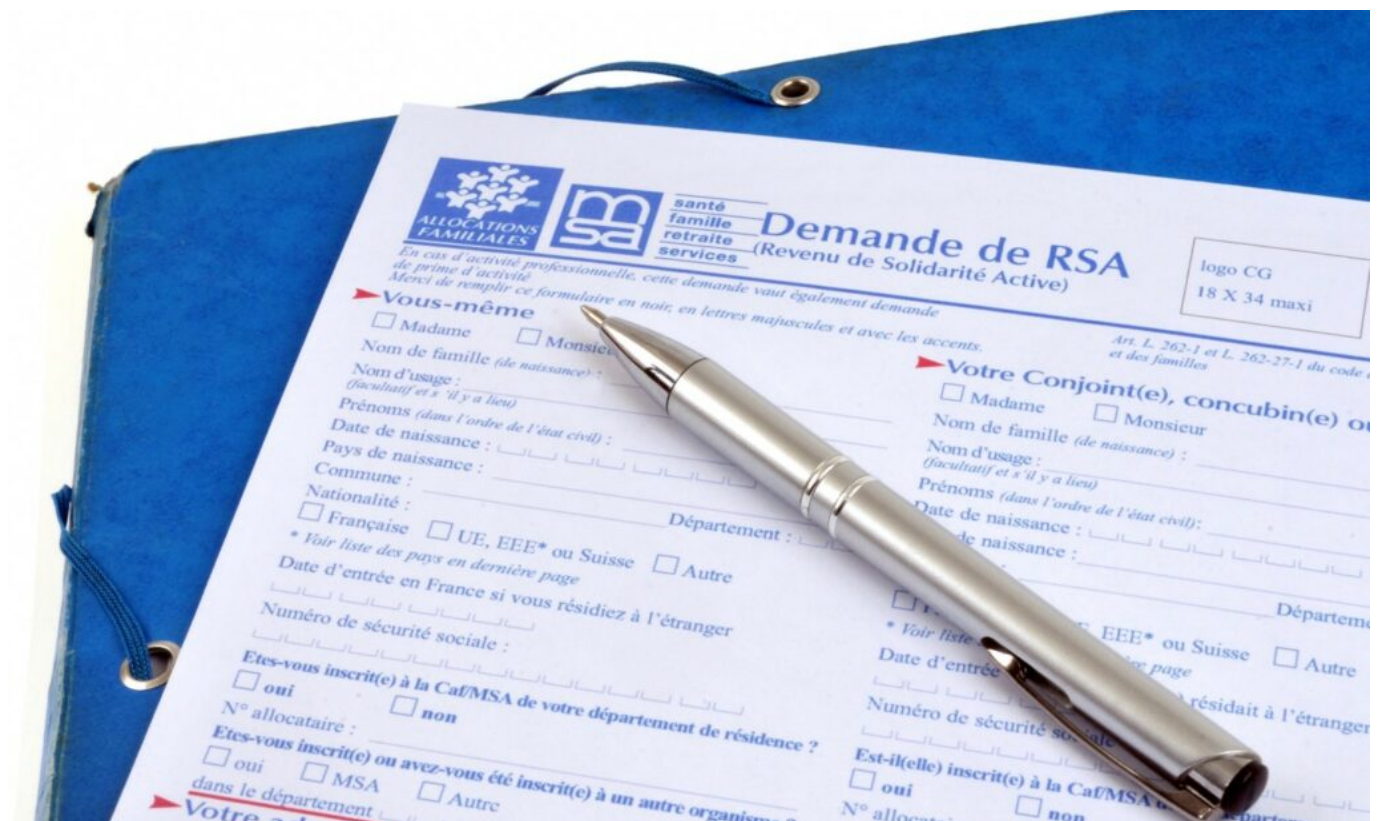 ALLOCATIONS
FAMILIALES
msa
santé
famille
retraite
services
Demande de RSA
(Revenu de Solidarité Active)
logo CG
18 X 34 maxi
En cas d'activité professionnelle, cette demande vaut également demande
de prime d'activité
Merci de remplir ce formulaire en noir, en lettres majuscules et avec les accents.
Art. L. 262-1 et L. 262-27-1 du code
et des familles
Vous-même
Madame Monsieur
Nom de famille (de naissance) :
Nom d'usage :
(facultatif et s'il y a lieu)
Prénoms (dans l'ordre de l'état civil) :
Date de naissance :
Pays de naissance :
Commune :
Département :
Nationalité :
Française UE, EEE* ou Suisse Autre
* Voir liste des pays en dernière page
Date d'entrée en France si vous résidiez à l'étranger
Numéro de sécurité sociale :
Etes-vous inscrit(e) à la Caf/MSA de votre département de résidence ?
oui non
N° allocataire :
Etes-vous inscrit(e) ou avez-vous été inscrit(e) à un autre organisme ?
oui MSA Autre
dans le département
Votre
Votre Conjoint(e), concubin(e) ou
Madame Monsieur
Nom de famille (de naissance) :
Nom d'usage :
(facultatif et s'il y a lieu)
Prénoms (dans l'ordre de l'état civil):
Date de naissance :
de naissance :
:
Département
EEE* ou Suisse Autre
* Voir liste page
Date d'entrée résidait à l'étranger
Numéro de sécurité sociale
Est-il(elle) inscrit(e) à la Caf/MSA
oui non
N°